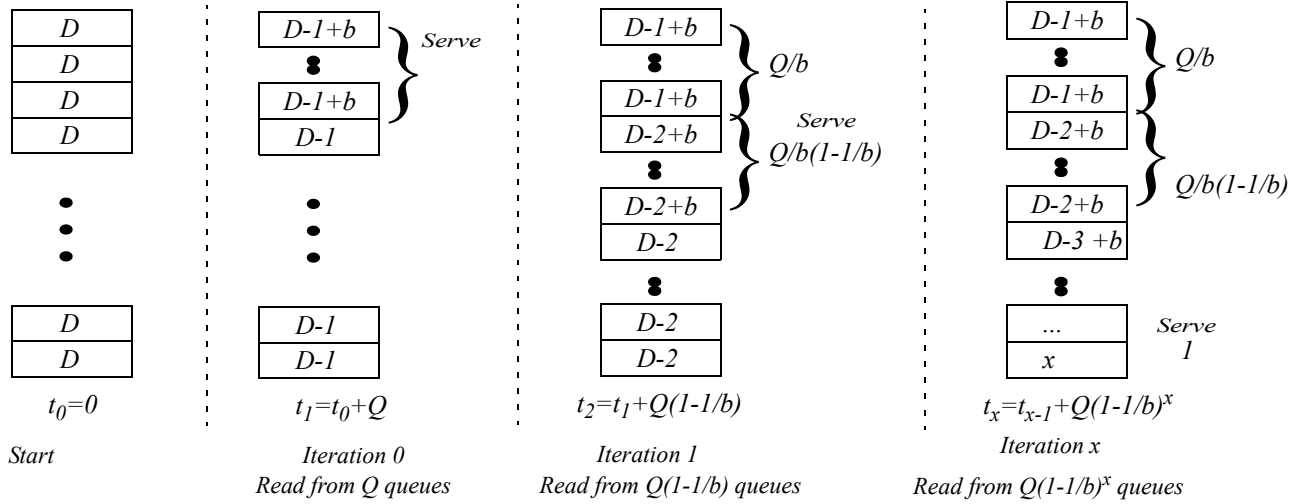 D
D
D
D
D
D
t0=0
Start
D-1+b
D-1+b
D-1
D-1
D-1
Serve
t1=t0+Q
Iteration 0
Read from Q queues
D-1+b
D-1+b
D-2+b
D-2+b
D-2
D-2
D-2
Q/b
Serve
Q/b(1-1/b)
t2=t1+Q(1-1/b)
Iteration 1
Read from Q(1-1/b) queues
D-1+b
D-1+b
D-2+b
D-2+b
D-3 +b
...
x
Q/b
Q/b(1-1/b)
Serve
1
tx=tx-1+Q(1-1/b)^x
Iteration x
Read from Q(1-1/b)^x queues